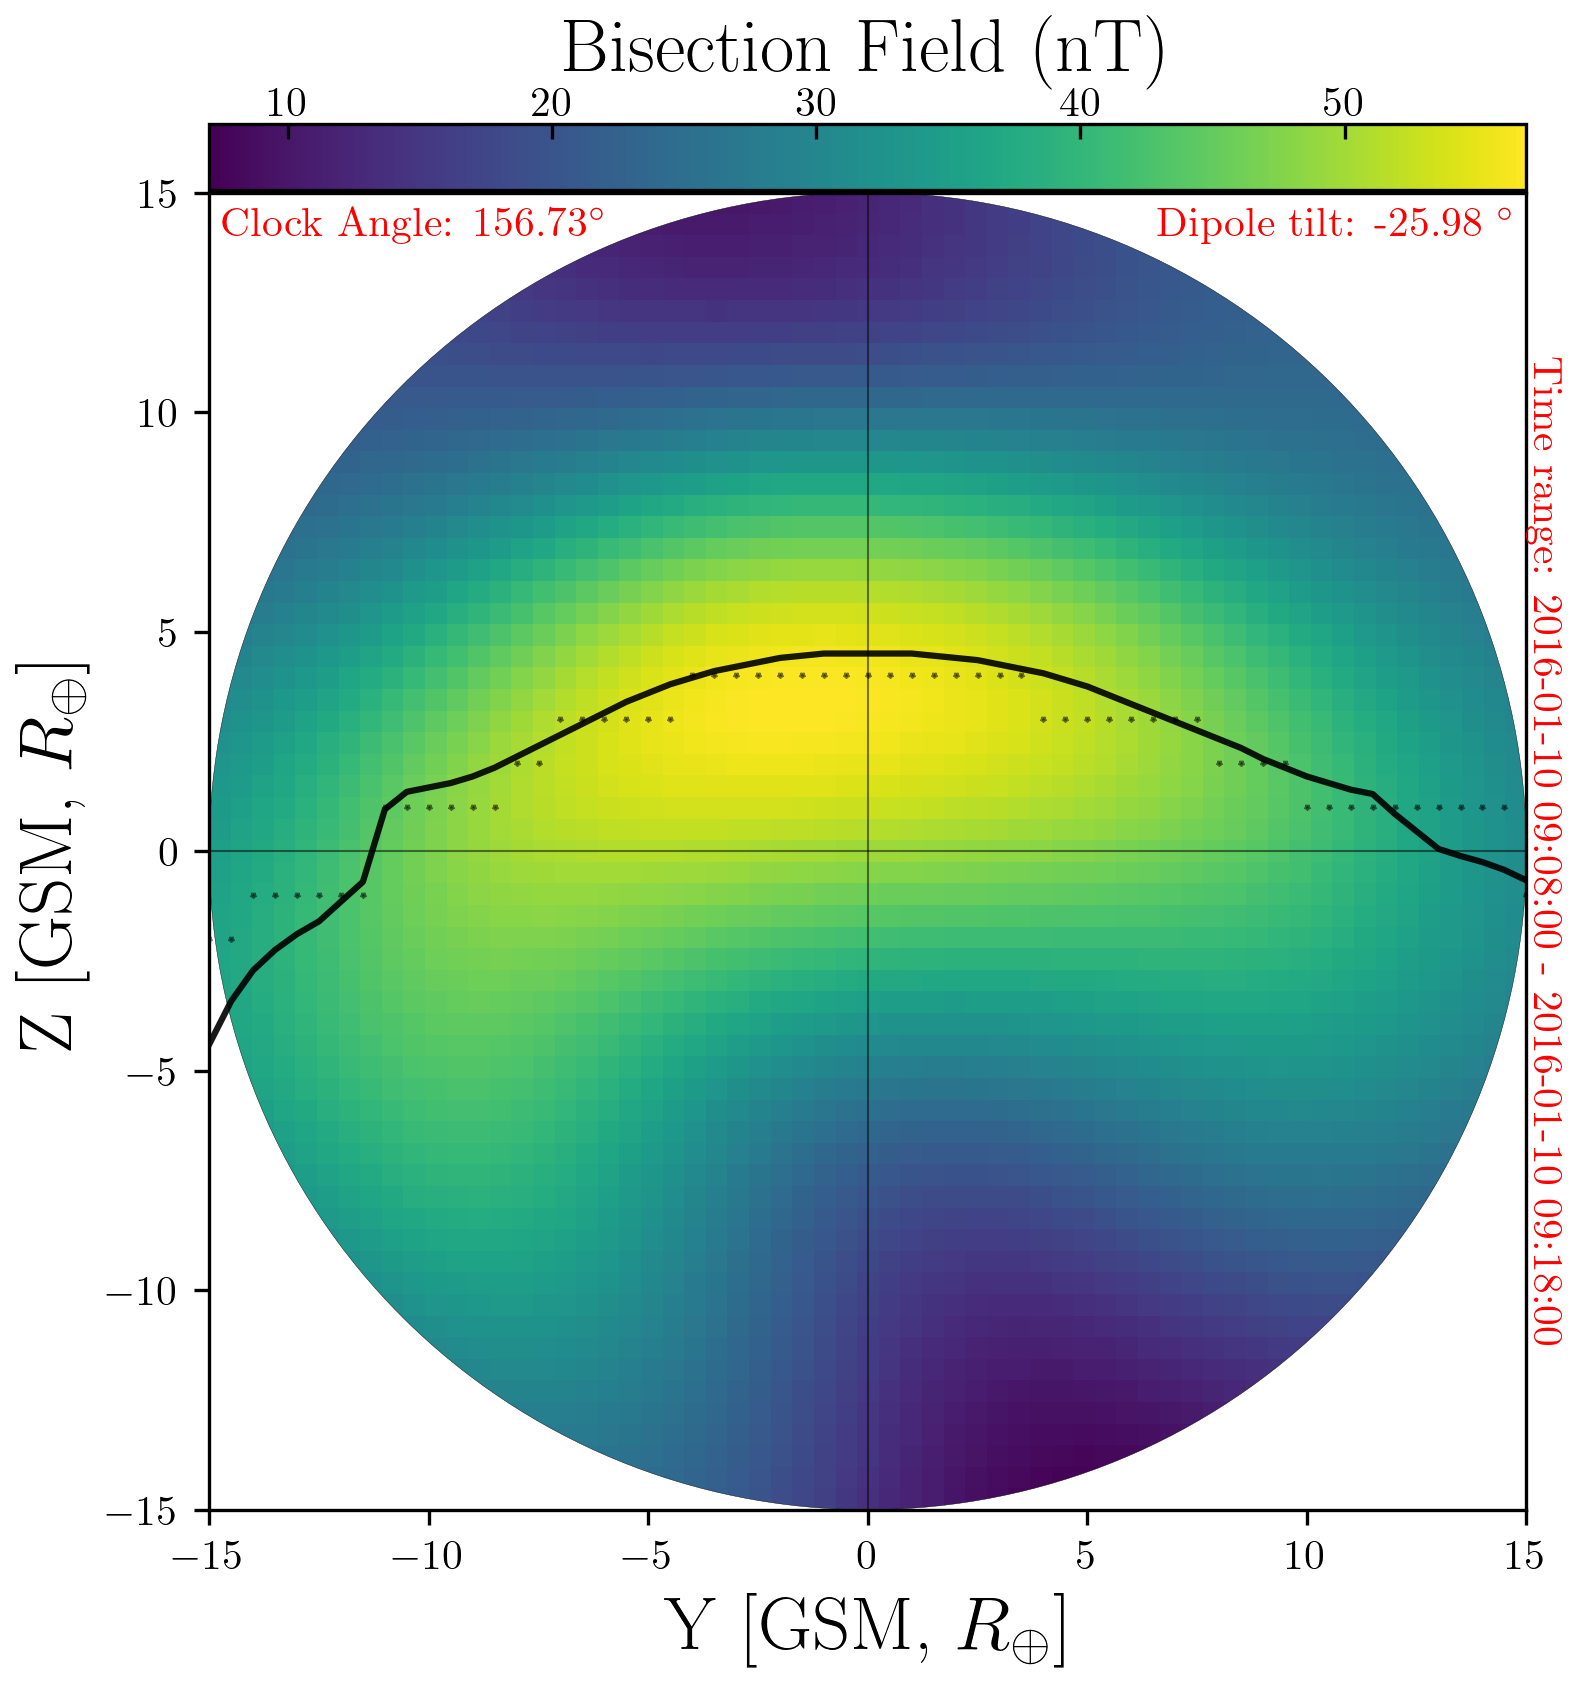 Bisection Field (nT)
10 20 30 40 50
Clock Angle: 156.73°
Dipole tilt: -25.98 °
15
10
5
0
−5
−10
−15
Z [GSM, R⊕]
Time range: 2016-01-10 09:08:00 - 2016-01-10 09:18:00
−15 −10 −5 0 5 10 15
Y [GSM, R⊕]